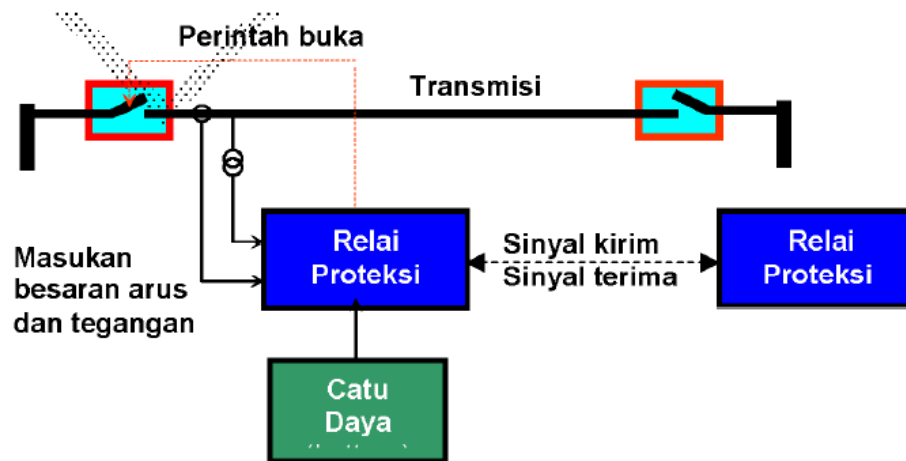 Perintah buka
Transmisi
Masukan
besaran arus
dan tegangan
Relai
Proteksi
Sinyal kirim
Sinyal terima
Relai
Proteksi
Catu
Daya